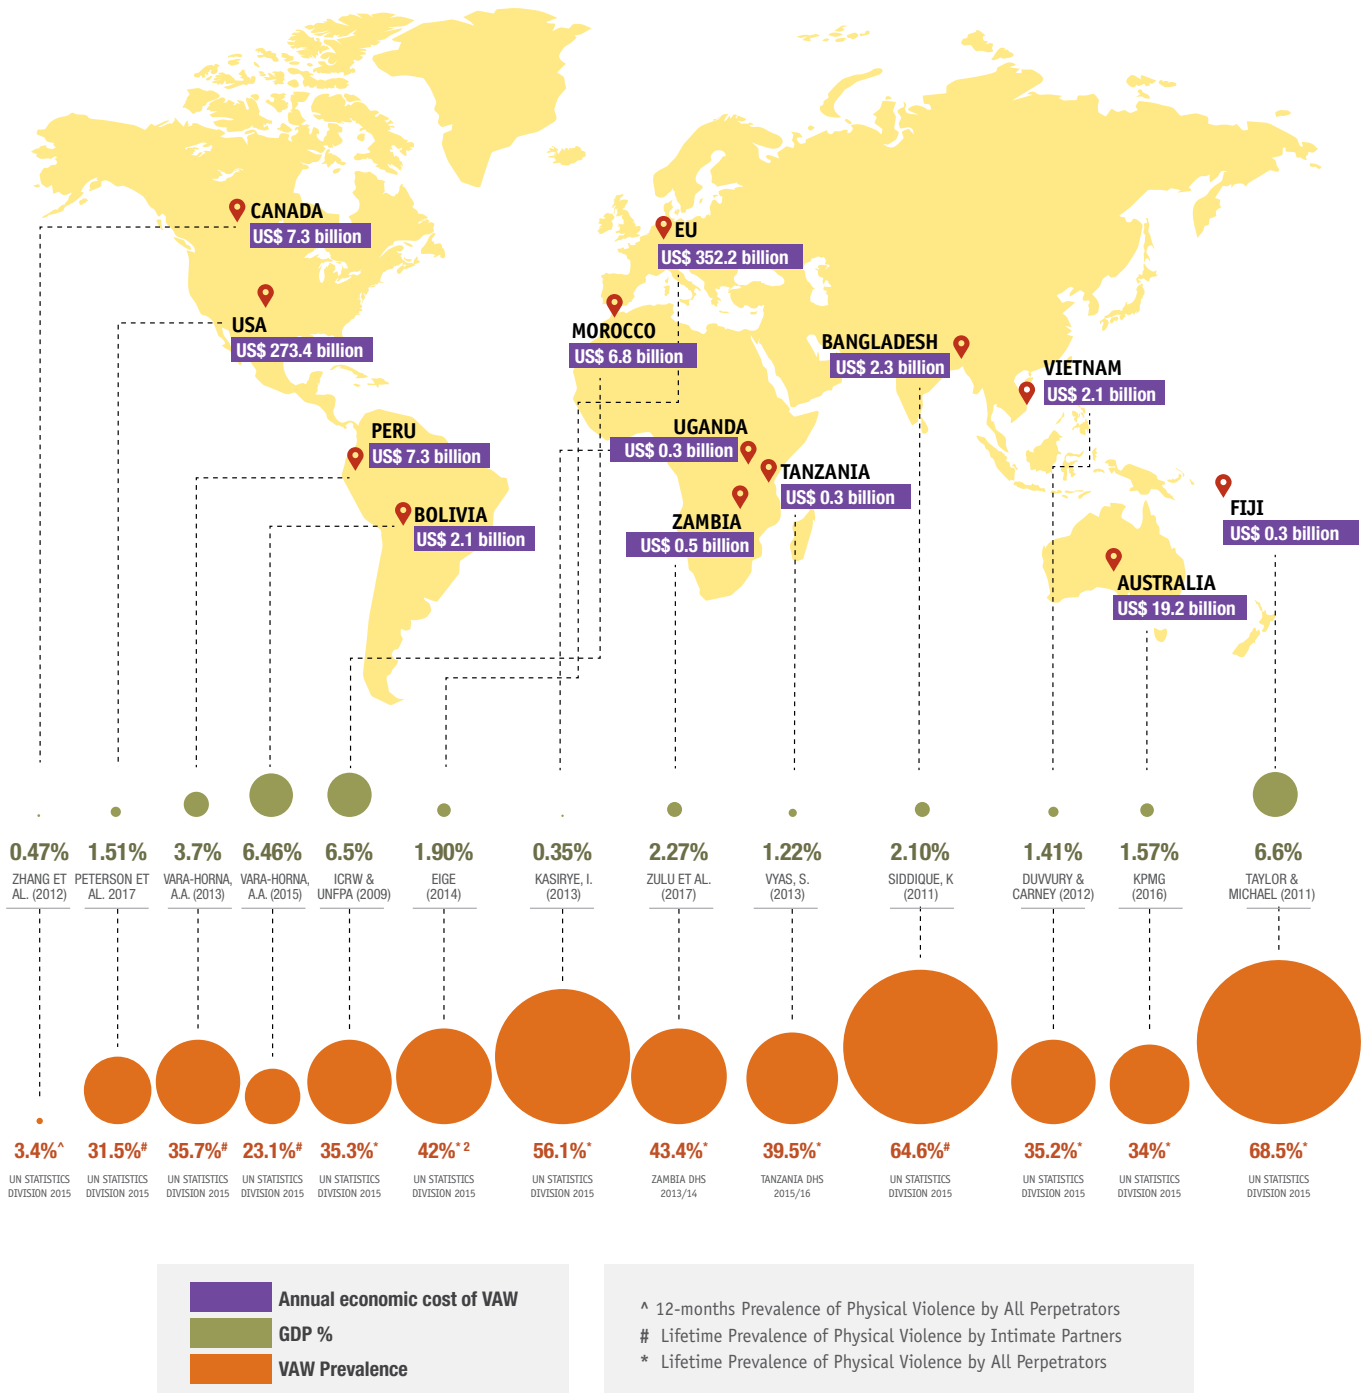 CANADA
US$ 7.3 billion
EU
US$ 352.2 billion
USA
US$ 273.4 billion
MOROCCO
US$ 6.8 billion
BANGLADESH
US$ 2.3 billion
VIETNAM
US$ 2.1 billion
PERU
US$ 7.3 billion
UGANDA
US$ 0.3 billion
TANZANIA
US$ 0.3 billion
BOLIVIA
US$ 2.1 billion
ZAMBIA
US$ 0.5 billion
FIJI
US$ 0.3 billion
AUSTRALIA
US$ 19.2 billion
0.47% 1.51% 3.7% 6.46% 6.5% 1.90% 0.35% 2.27% 1.22% 2.10% 1.41% 1.57% 6.6%
ZHANG ET PETERSON ET VARA-HORNA, VARA-HORNA, ICRW & EIGE KASIRYE, I. ZULU ET AL. VYAS, S. SIDDIQUE, K DUVVURY & KPMG TAYLOR &
AL. (2012) AL. 2017 A.A. (2013) A.A. (2015) UNFPA (2009) (2014) (2013) (2017) (2013) (2011) CARNEY (2012) (2016) MICHAEL (2011)
3.4%^ 31.5%# 35.7%# 23.1%# 35.3%* 42%* 2 56.1%* 43.4%* 39.5%* 64.6%# 35.2%* 34%* 68.5%*
UN STATISTICS UN STATISTICS UN STATISTICS UN STATISTICS UN STATISTICS UN STATISTICS UN STATISTICS ZAMBIA DHS TANZANIA DHS UN STATISTICS UN STATISTICS UN STATISTICS UN STATISTICS
DIVISION 2015 DIVISION 2015 DIVISION 2015 DIVISION 2015 DIVISION 2015 DIVISION 2015 DIVISION 2015 2013/14 2015/16 DIVISION 2015 DIVISION 2015 DIVISION 2015 DIVISION 2015
Annual economic cost of VAW
GDP %
VAW Prevalence
^ 12-months Prevalence of Physical Violence by All Perpetrators
# Lifetime Prevalence of Physical Violence by Intimate Partners
* Lifetime Prevalence of Physical Violence by All Perpetrators